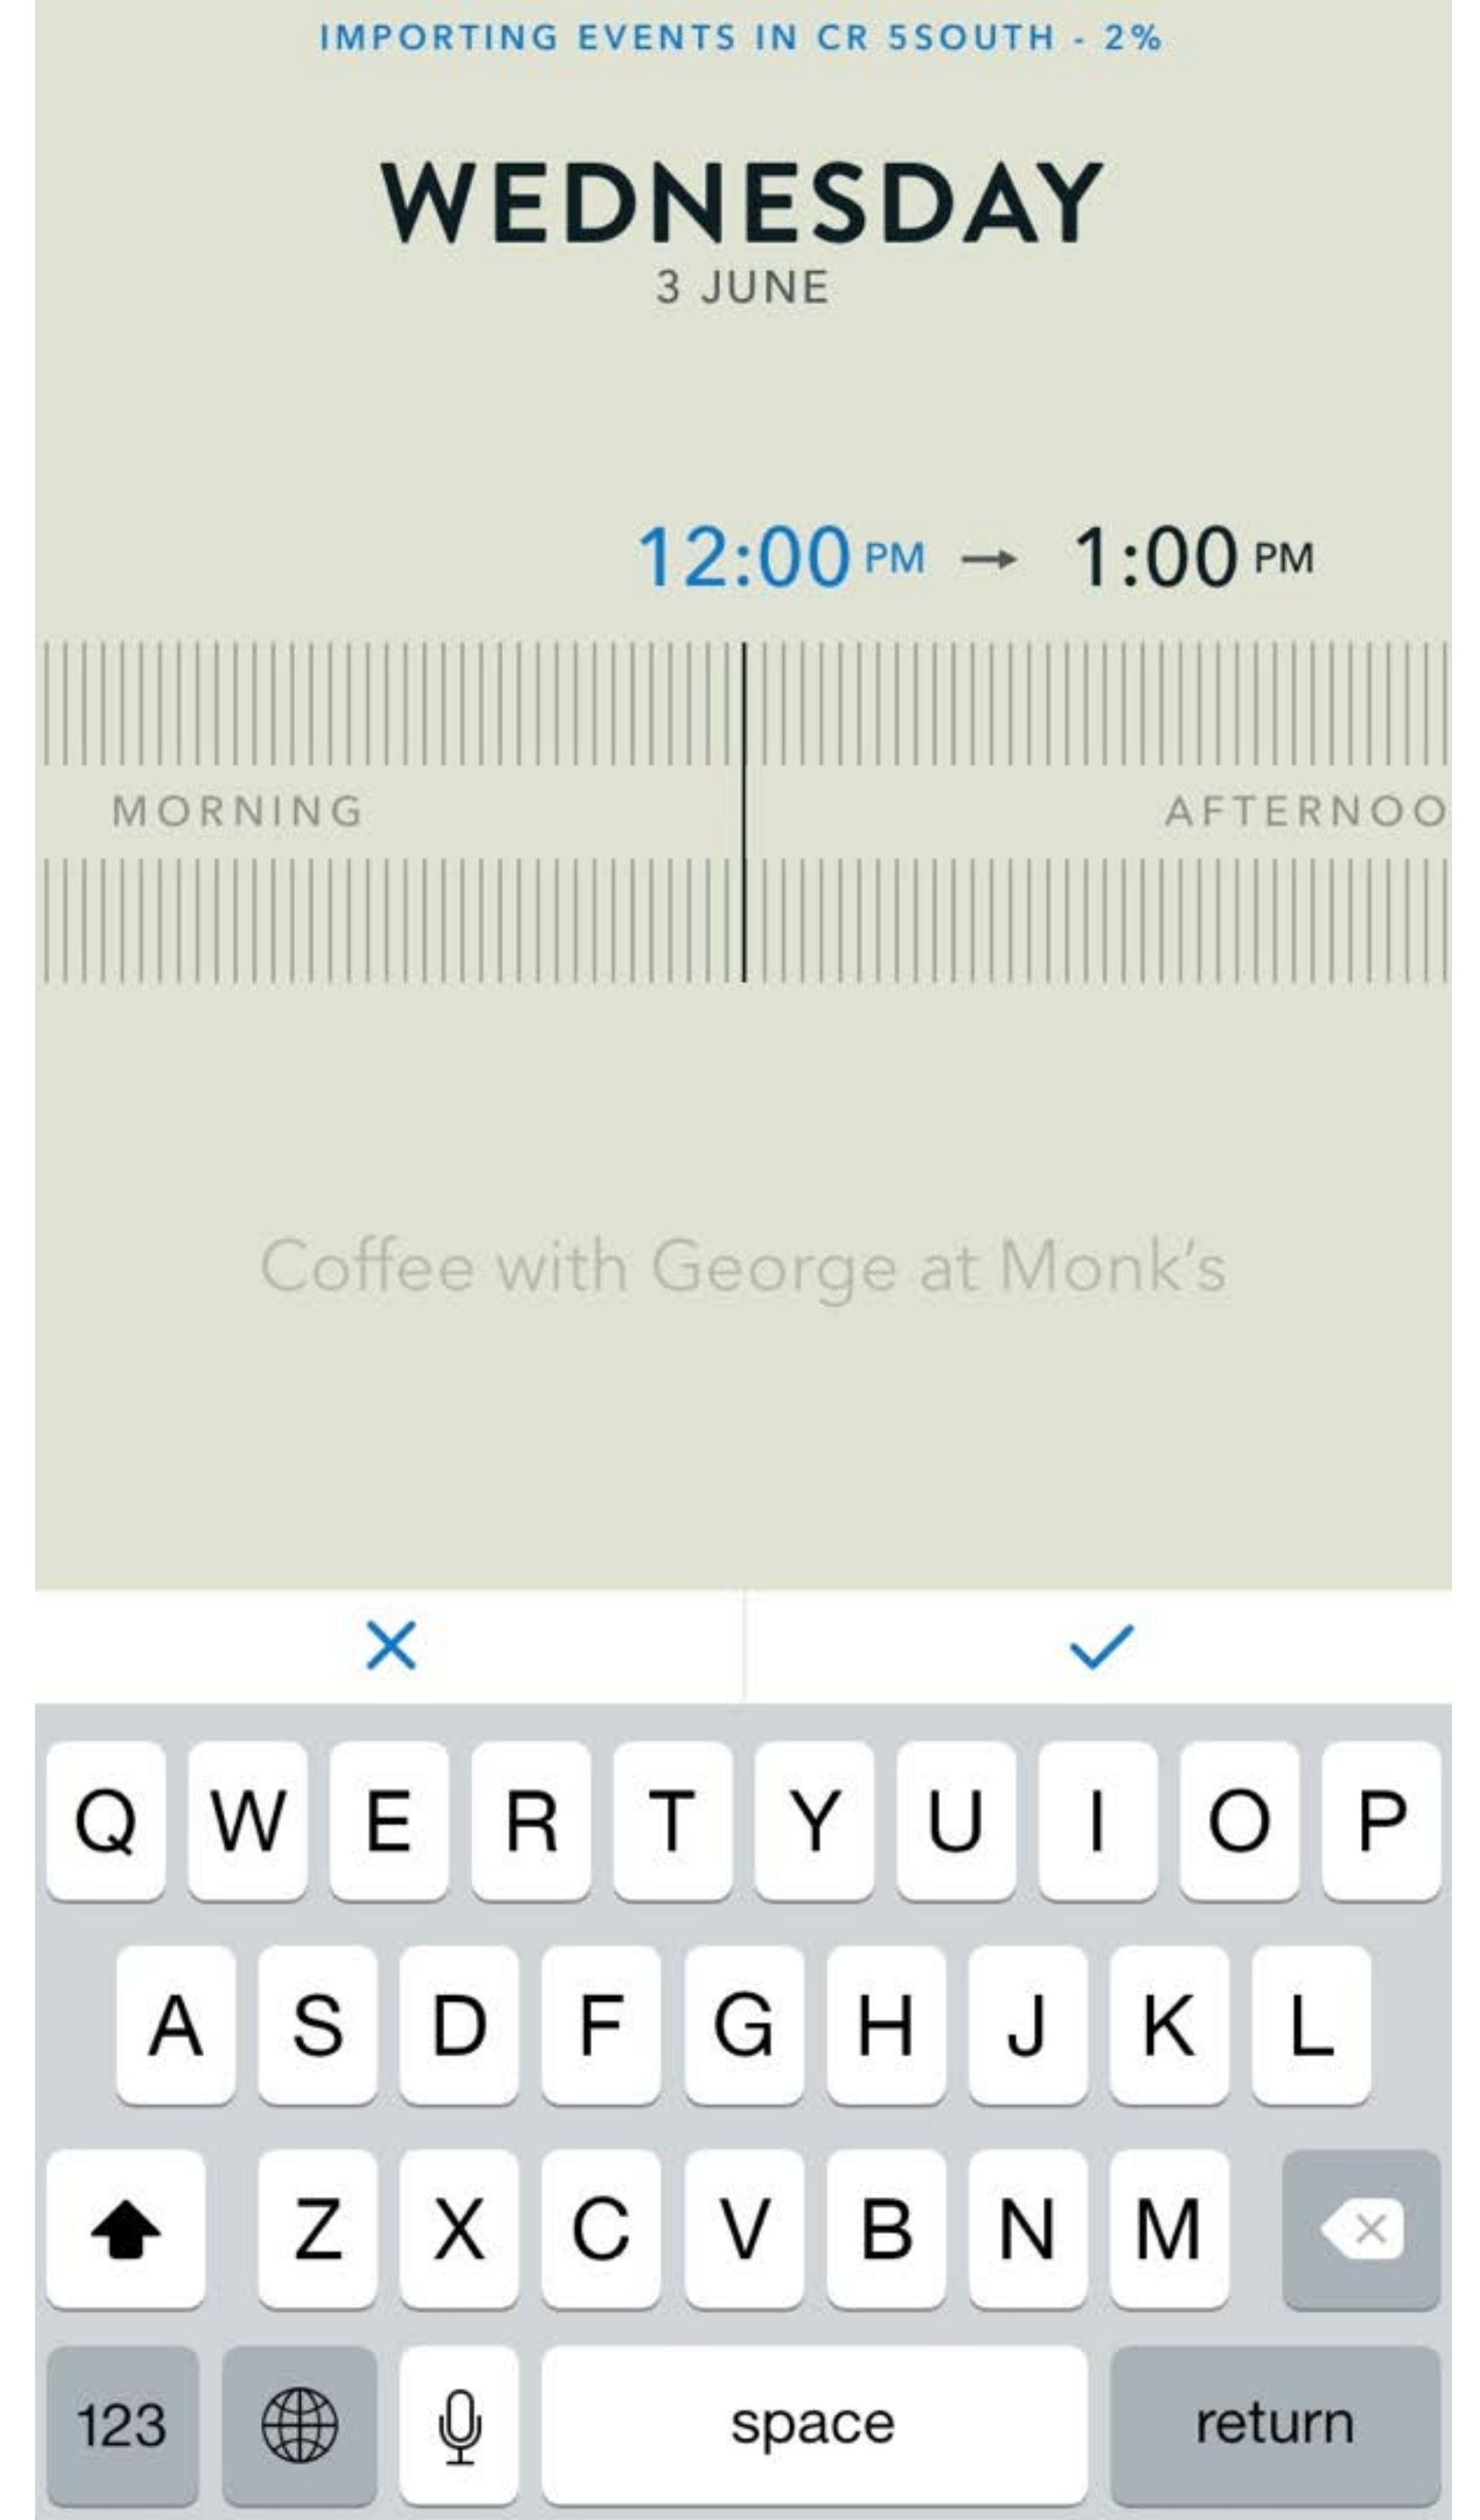 IMPORTING EVENTS IN CR 5SOUTH - 2%
WEDNESDAY
3 JUNE
12:00 PM → 1:00 PM
MORNING AFTERNOO
Coffee with George at Monk's
Q W E R T Y U I O P
A S D F G H J K L
Z X C V B N M
123 space return